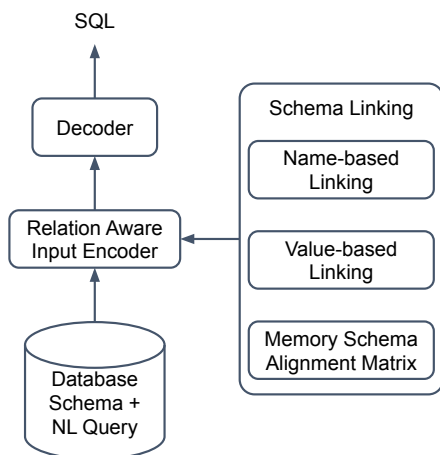 SQL
Decoder
Relation Aware
Input Encoder
Database
Schema +
NL Query
Schema Linking
Name-based
Linking
Value-based
Linking
Memory Schema
Alignment Matrix